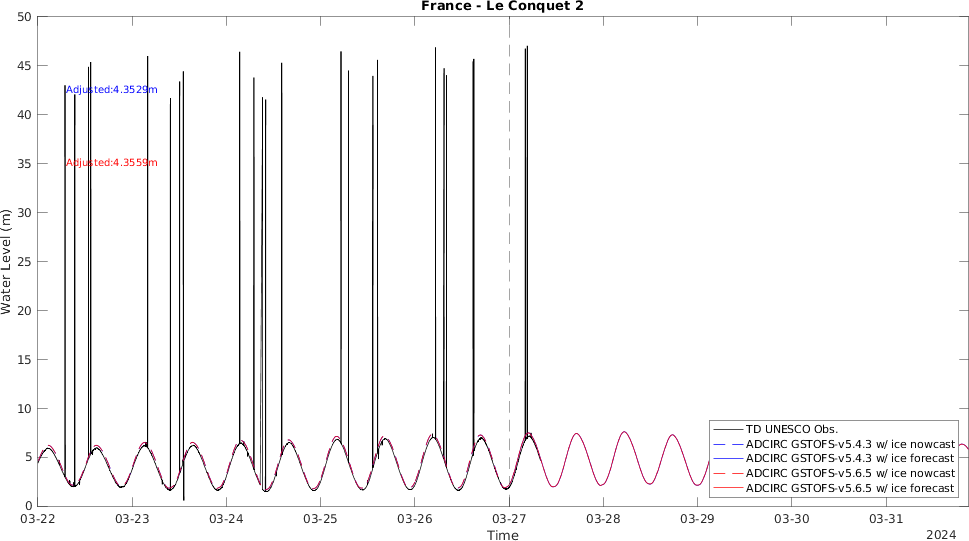 France - Le Conquet 2
50
45
40
35
30
25
20
15
10
5
0
Water Level (m)
Adjusted:4.3529m
Adjusted:4.3559m
TD UNESCO Obs.
ADCIRC GSTOFS-v5.4.3 w/ ice nowcast
ADCIRC GSTOFS-v5.4.3 w/ ice forecast
ADCIRC GSTOFS-v5.6.5 w/ ice nowcast
ADCIRC GSTOFS-v5.6.5 w/ ice forecast
03-22 03-23 03-24 03-25 03-26 03-27 03-28 03-29 03-30 03-31
Time
2024